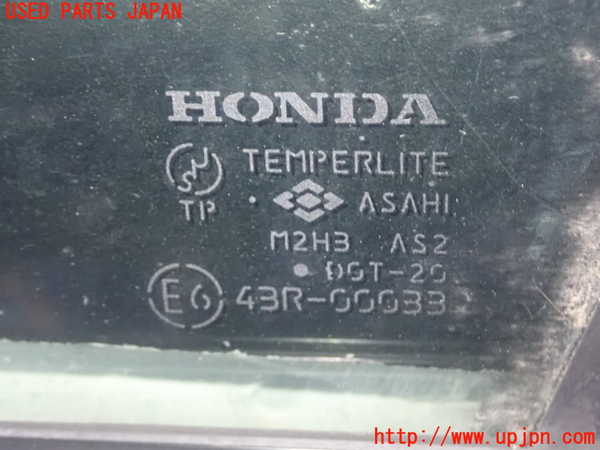 USED PARTS JAPAN
HONDA
TEMPERLITE
TP
ASAHI
M2H3 AS2
DOT-20
E6 43R-00033
http://www.upjpn.com